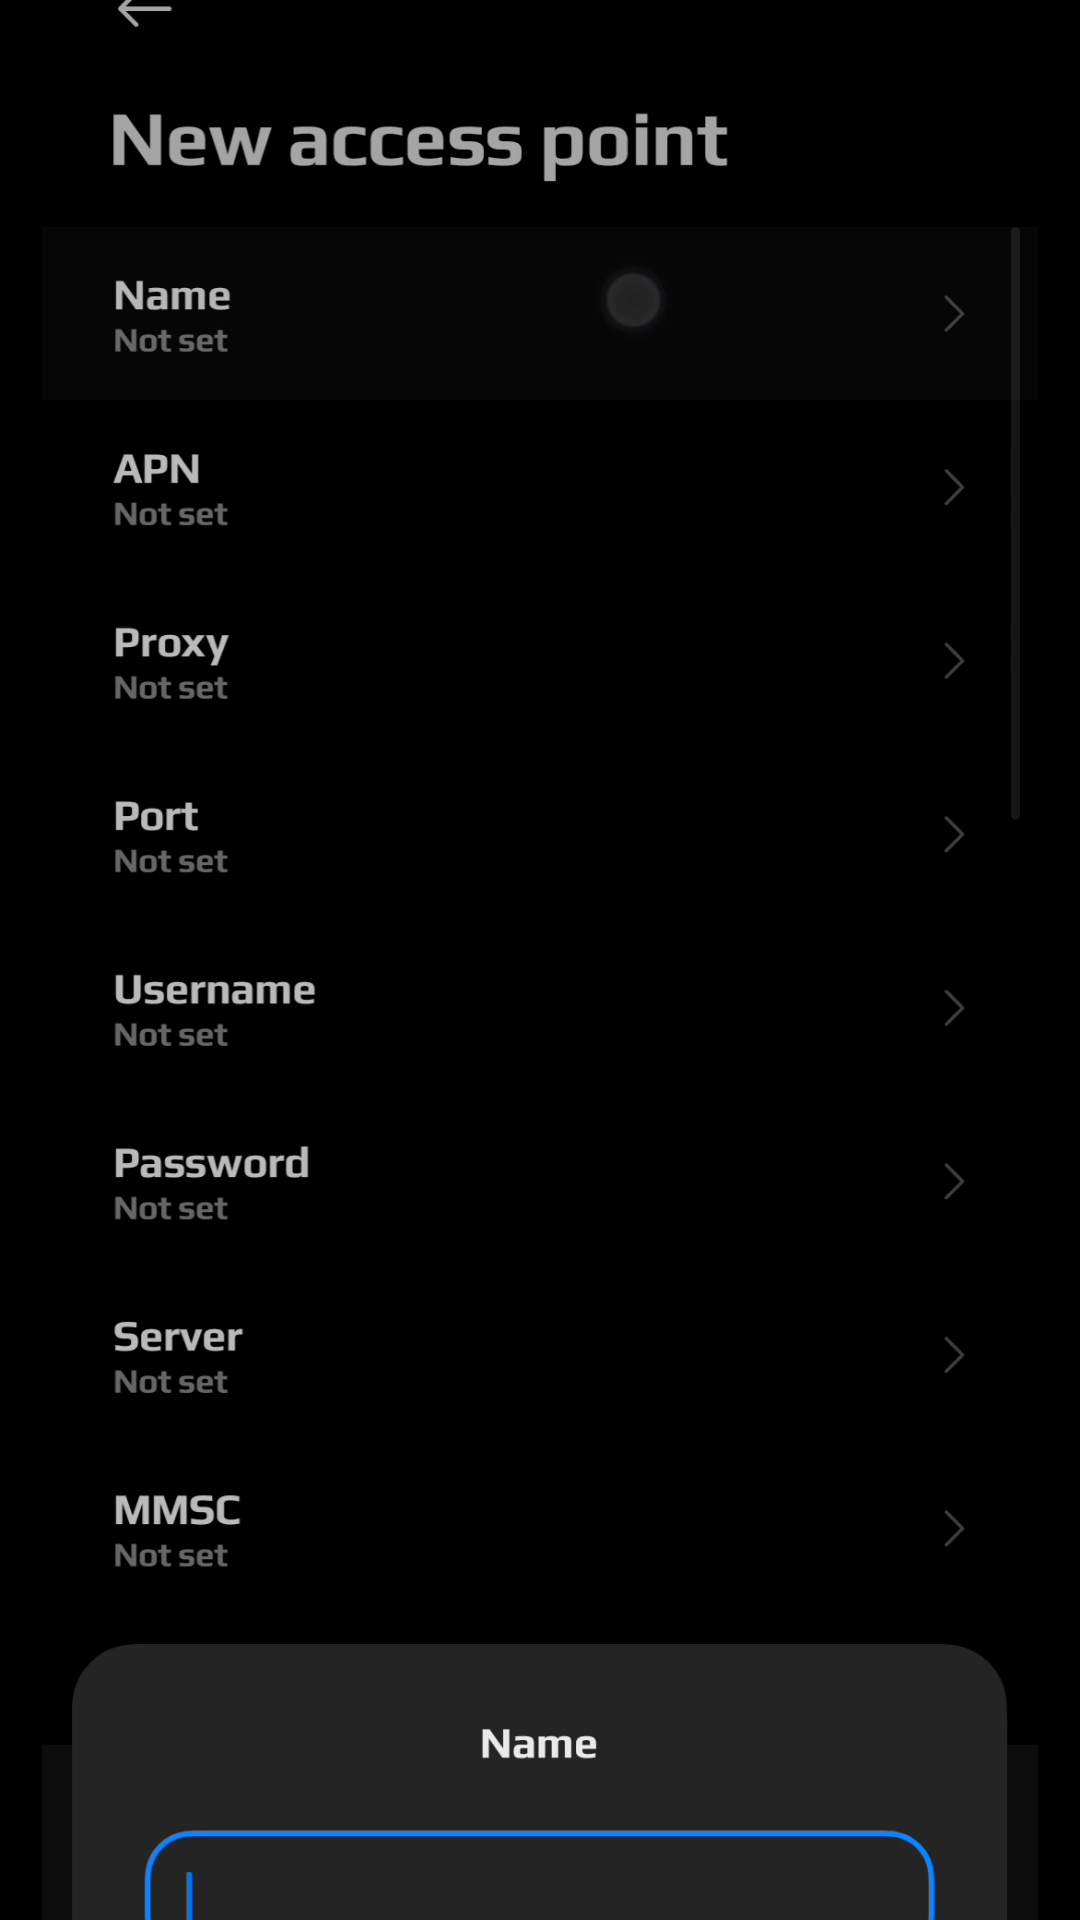 New access point
Name
Not set
APN
Not set
Proxy
Not set
Port
Not set
Username
Not set
Password
Not set
Server
Not set
MMSC
Not set
Name